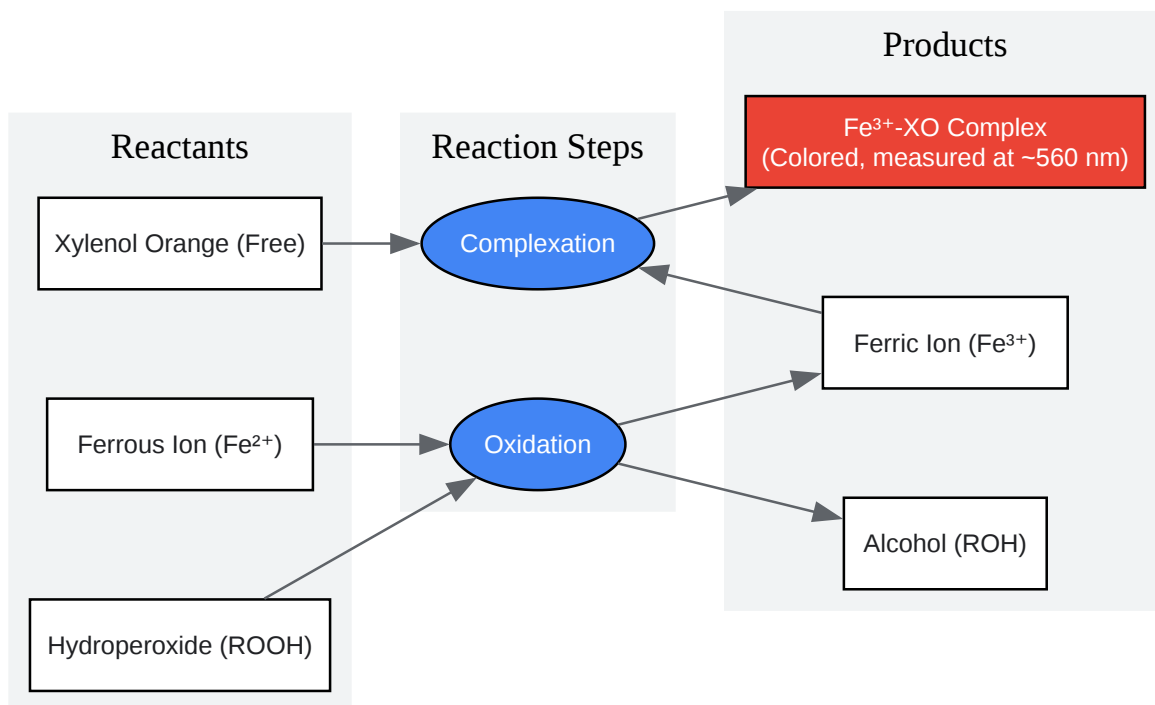 Reactants
Xylenol Orange (Free)
Ferrous Ion (Fe²⁺)
Hydroperoxide (ROOH)
Reaction Steps
Complexation
Oxidation
Products
Fe³⁺-XO Complex
(Colored, measured at ~560 nm)
Ferric Ion (Fe³⁺)
Alcohol (ROH)